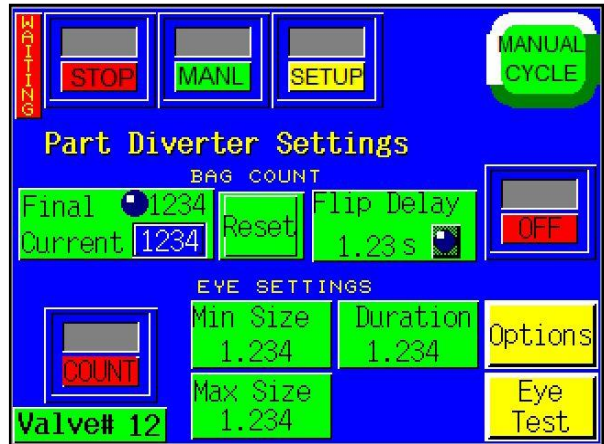 WAITING
STOP
MANL
SETUP
MANUAL
CYCLE
Part Diverter Settings
BAG COUNT
Final 1234
Current 1234
Reset
Flip Delay
1.23 s
OFF
EYE SETTINGS
COUNT
Min Size
1.234
Duration
1.234
Options
Max Size
1.234
Eye
Test
Valve# 12